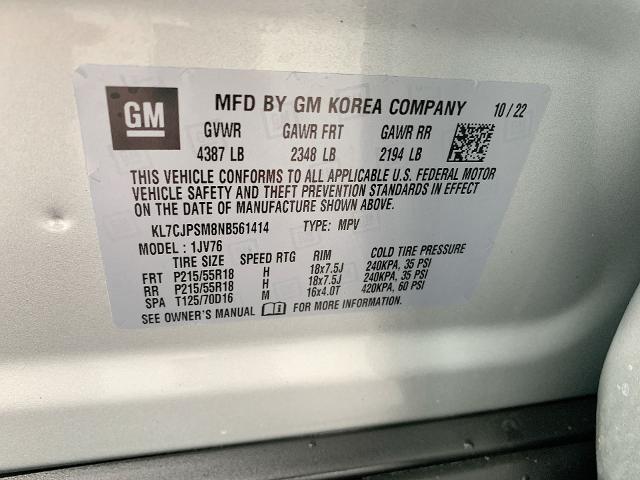 GM MFD BY GM KOREA COMPANY 10 / 22
GVWR GAWR FRT GAWR RR
4387 LB 2348 LB 2194 LB
THIS VEHICLE CONFORMS TO ALL APPLICABLE U.S. FEDERAL MOTOR
VEHICLE SAFETY AND THEFT PREVENTION STANDARDS IN EFFECT
ON THE DATE OF MANUFACTURE SHOWN ABOVE.
KL7CJPSM8NB561414 TYPE: MPV
MODEL : 1JV76
TIRE SIZE SPEED RTG RIM COLD TIRE PRESSURE
FRT P215/55R18 H 18x7.5J 240KPA, 35 PSI
RR P215/55R18 H 18x7.5J 240KPA, 35 PSI
SPA T125/70D16 M 16x4.0T 420KPA, 60 PSI
SEE OWNER'S MANUAL FOR MORE INFORMATION.